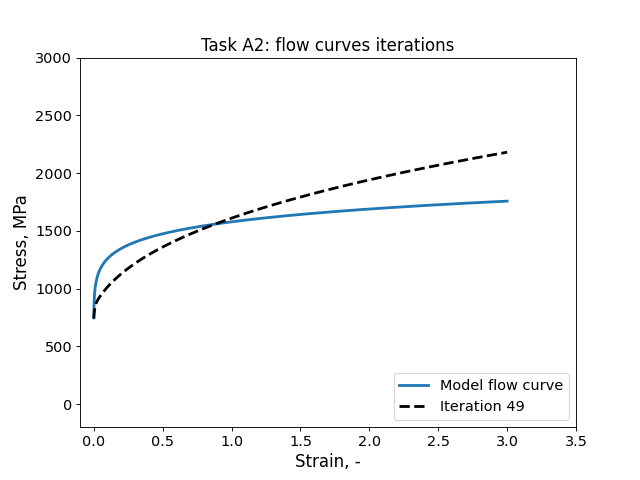 Task A2: flow curves iterations
3000
2500
2000
1500
1000
500
0
Stress, MPa
0.0 0.5 1.0 1.5 2.0 2.5 3.0 3.5
Strain, -
Model flow curve
Iteration 49